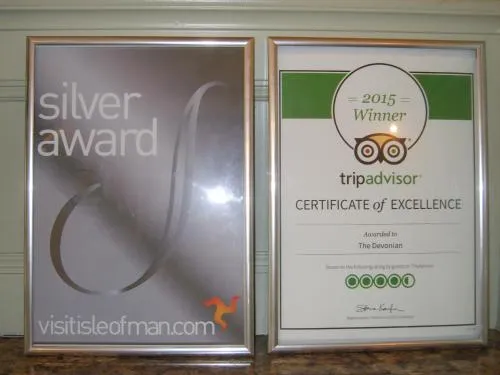 silver
award
visitisleofman.com
2015
Winner
tripadvisor®
CERTIFICATE of EXCELLENCE
Awarded to
The Devonian